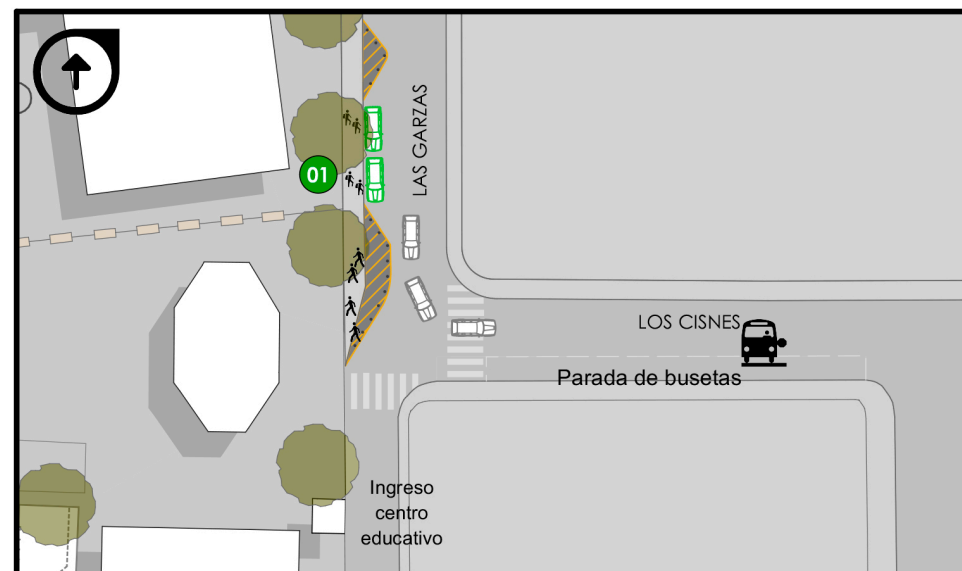 LAS GARZAS
01
LOS CISNES
Parada de busetas
Ingreso
centro
educativo